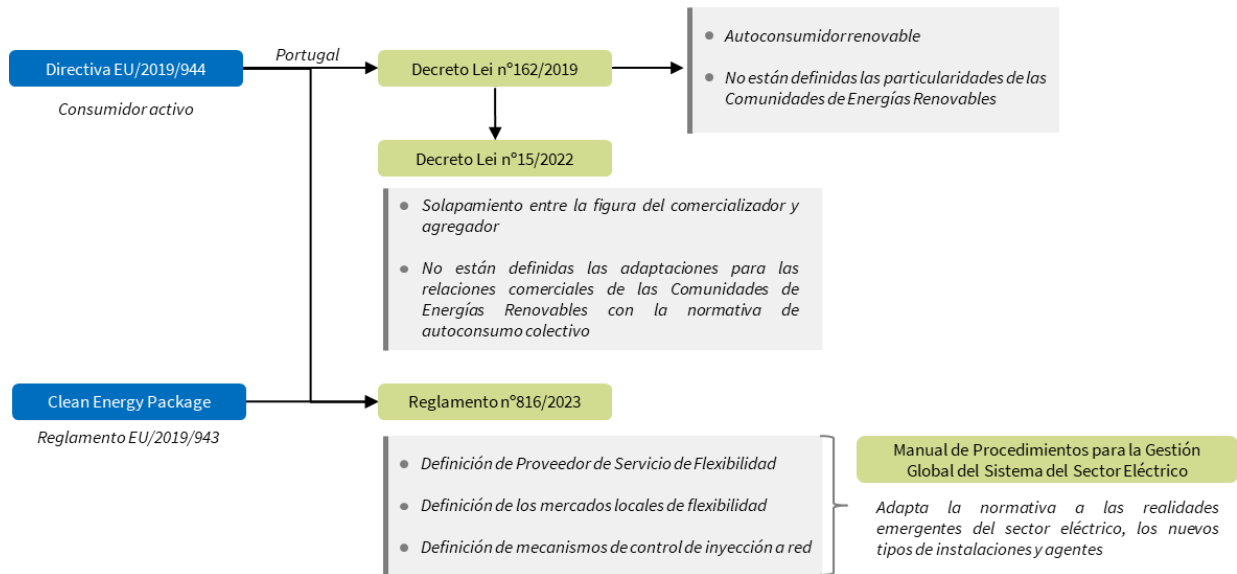 Portugal
Directiva EU/2019/944
Consumidor activo
Decreto Lei nº162/2019
● Autoconsumidor renovable
● No están definidas las particularidades de las
Comunidades de Energías Renovables
Decreto Lei nº15/2022
● Solapamiento entre la figura del comercializador y
agregador
● No están definidas las adaptaciones para las
relaciones comerciales de las Comunidades de
Energías Renovables con la normativa de
autoconsumo colectivo
Clean Energy Package
Reglamento EU/2019/943
Reglamento nº816/2023
● Definición de Proveedor de Servicio de Flexibilidad
● Definición de los mercados locales de flexibilidad
● Definición de mecanismos de control de inyección a red
Manual de Procedimientos para la Gestión
Global del Sistema del Sector Eléctrico
Adapta la normativa a las realidades
emergentes del sector eléctrico, los nuevos
tipos de instalaciones y agentes